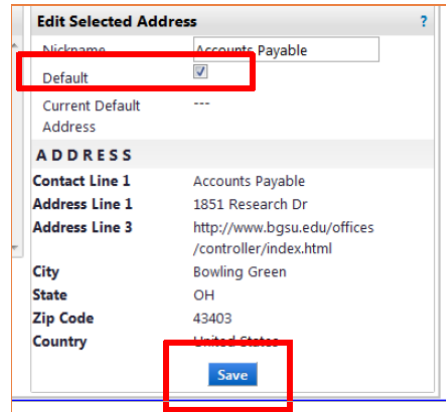 Edit Selected Address ?
Nickname Accounts Payable
Default
Current Default ---
Address
ADDRESS
Contact Line 1 Accounts Payable
Address Line 1 1851 Research Dr
Address Line 3 http://www.bgsu.edu/offices
/controller/index.html
City Bowling Green
State OH
Zip Code 43403
Country United States
Save